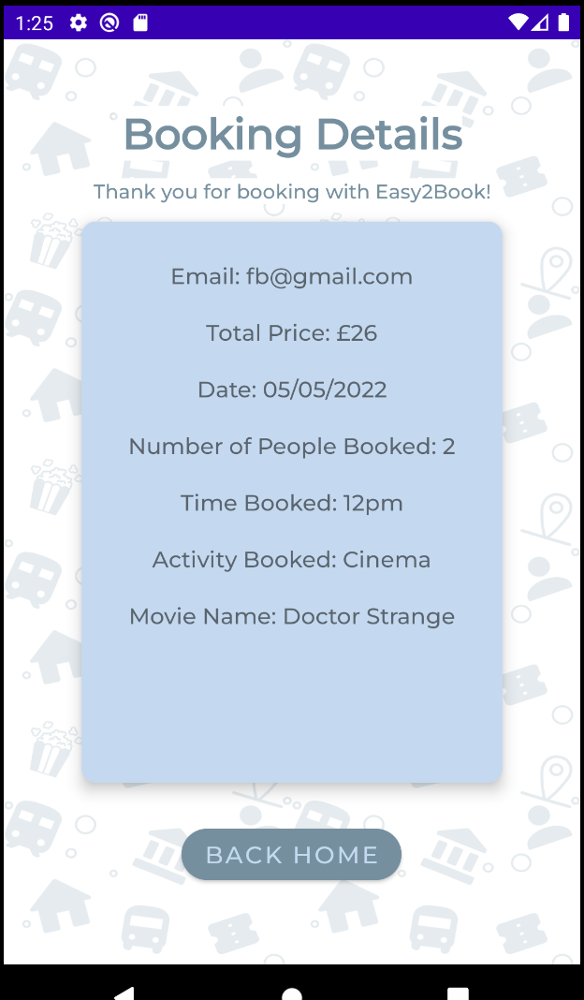 1:25
Booking Details
Thank you for booking with Easy2Book!
Email: fb@gmail.com
Total Price: £26
Date: 05/05/2022
Number of People Booked: 2
Time Booked: 12pm
Activity Booked: Cinema
Movie Name: Doctor Strange
BACK HOME